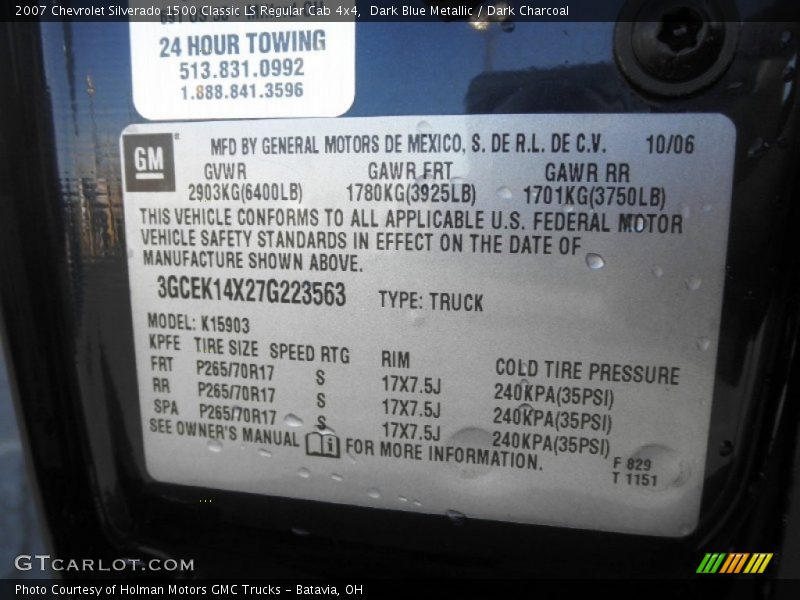 2007 Chevrolet Silverado 1500 Classic LS Regular Cab 4x4, Dark Blue Metallic / Dark Charcoal
24 HOUR TOWING
513.831.0992
1.888.841.3596
GM
MFD BY GENERAL MOTORS DE MEXICO, S. DE R.L. DE C.V. 10/06
GVWR GAWR FRT GAWR RR
2903KG(6400LB) 1780KG(3925LB) 1701KG(3750LB)
THIS VEHICLE CONFORMS TO ALL APPLICABLE U.S. FEDERAL MOTOR
VEHICLE SAFETY STANDARDS IN EFFECT ON THE DATE OF
MANUFACTURE SHOWN ABOVE.
3GCEK14X27G223563 TYPE: TRUCK
MODEL: K15903
KPFE TIRE SIZE SPEED RTG RIM COLD TIRE PRESSURE
FRT P265/70R17 S 17X7.5J 240KPA(35PSI)
RR P265/70R17 S 17X7.5J 240KPA(35PSI)
SPA P265/70R17 S 17X7.5J 240KPA(35PSI)
SEE OWNER'S MANUAL FOR MORE INFORMATION.
F 829
T 1151
GTCARLOT.COM
Photo Courtesy of Holman Motors GMC Trucks - Batavia, OH